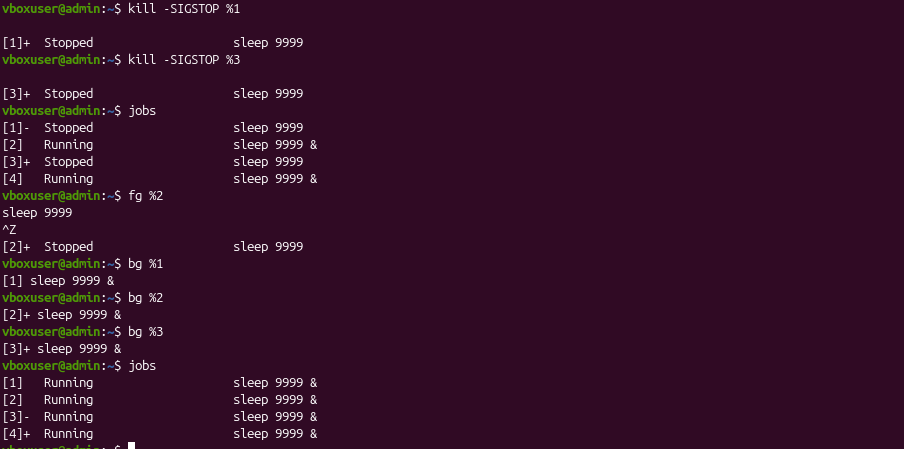 vboxuser@admin:~$ kill -SIGSTOP %1
[1]+  Stopped                    sleep 9999
vboxuser@admin:~$ kill -SIGSTOP %3
[3]+  Stopped                    sleep 9999
vboxuser@admin:~$ jobs
[1]-  Stopped                    sleep 9999
[2]   Running                    sleep 9999 &
[3]+  Stopped                    sleep 9999
[4]   Running                    sleep 9999 &
vboxuser@admin:~$ fg %2
sleep 9999
^Z
[2]+  Stopped                    sleep 9999
vboxuser@admin:~$ bg %1
[1] sleep 9999 &
vboxuser@admin:~$ bg %2
[2]+ sleep 9999 &
vboxuser@admin:~$ bg %3
[3]+ sleep 9999 &
vboxuser@admin:~$ jobs
[1]   Running                    sleep 9999 &
[2]   Running                    sleep 9999 &
[3]-  Running                    sleep 9999 &
[4]+  Running                    sleep 9999 &
vboxuser@admin:~$